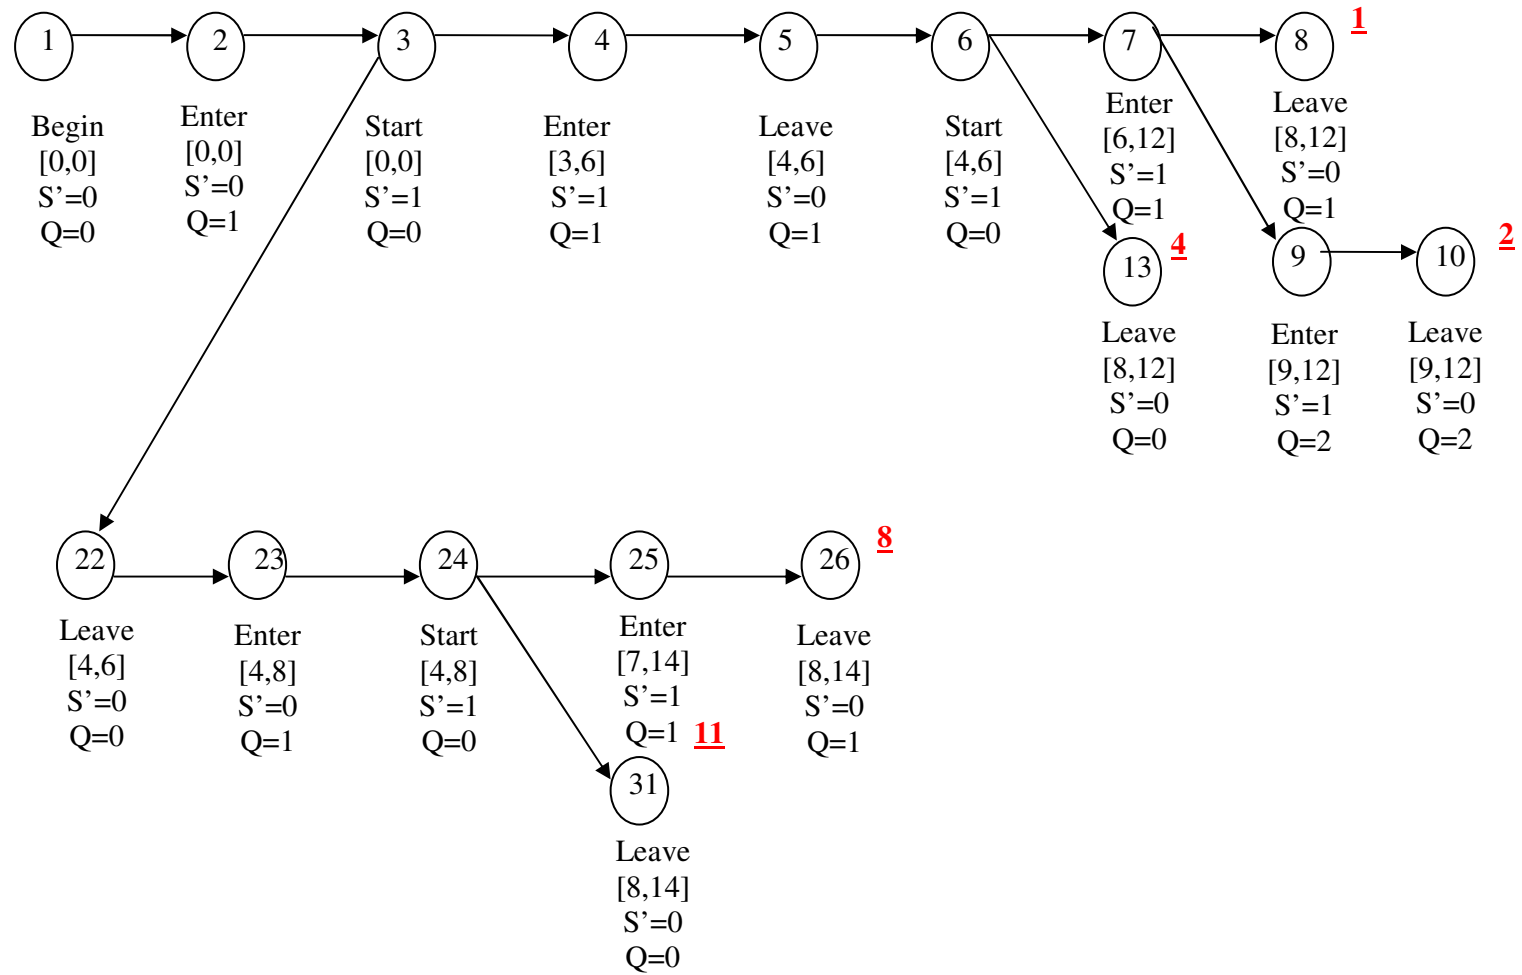 1
2
3
4
5
6
7
8
1
Begin
[0,0]
S’=0
Q=0
Enter
[0,0]
S’=0
Q=1
Start
[0,0]
S’=1
Q=0
Enter
[3,6]
S’=1
Q=1
Leave
[4,6]
S’=0
Q=1
Start
[4,6]
S’=1
Q=0
Enter
[6,12]
S’=1
Q=1
Leave
[8,12]
S’=0
Q=1
13
4
9
10
2
Leave
[8,12]
S’=0
Q=0
Enter
[9,12]
S’=1
Q=2
Leave
[9,12]
S’=0
Q=2
22
23
24
25
26
8
Leave
[4,6]
S’=0
Q=0
Enter
[4,8]
S’=0
Q=1
Start
[4,8]
S’=1
Q=0
Enter
[7,14]
S’=1
Q=1
Leave
[8,14]
S’=0
Q=1
11
31
Leave
[8,14]
S’=0
Q=0